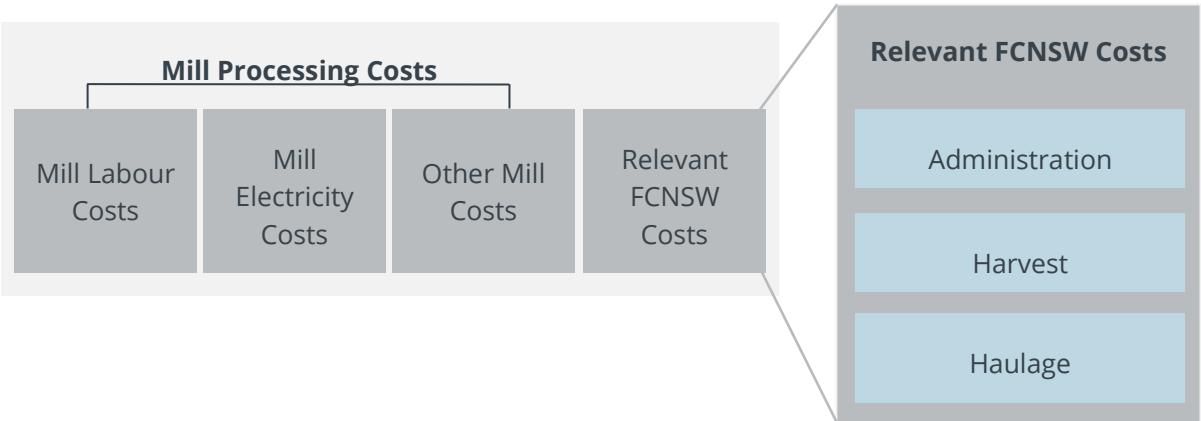 Mill Processing Costs
Mill Labour
Costs
Mill
Electricity
Costs
Other Mill
Costs
Relevant
FCNSW
Costs
Relevant FCNSW Costs
Administration
Harvest
Haulage